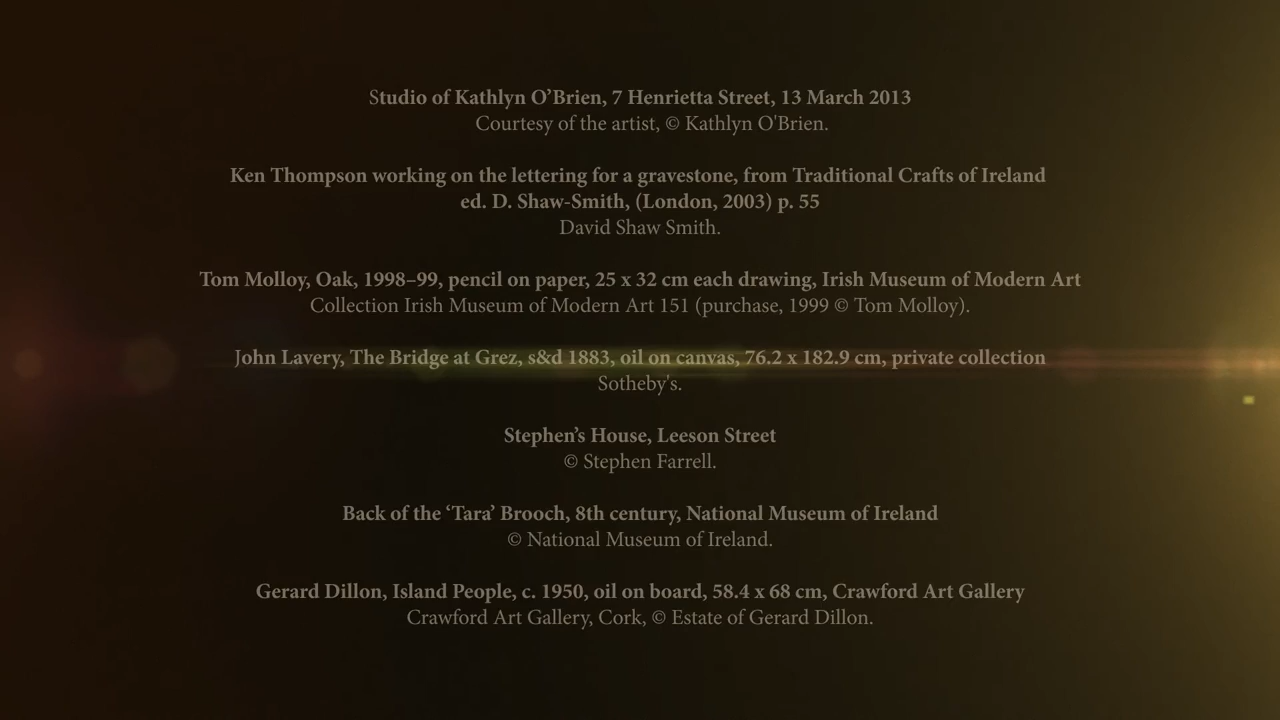 Studio of Kathlyn O’Brien, 7 Henrietta Street, 13 March 2013
Courtesy of the artist, © Kathlyn O'Brien.
Ken Thompson working on the lettering for a gravestone, from Traditional Crafts of Ireland
ed. D. Shaw-Smith, (London, 2003) p. 55
David Shaw Smith.
Tom Molloy, Oak, 1998–99, pencil on paper, 25 x 32 cm each drawing, Irish Museum of Modern Art
Collection Irish Museum of Modern Art 151 (purchase, 1999 © Tom Molloy).
John Lavery, The Bridge at Grez, s&d 1883, oil on canvas, 76.2 x 182.9 cm, private collection
Sotheby's.
Stephen’s House, Leeson Street
© Stephen Farrell.
Back of the ‘Tara’ Brooch, 8th century, National Museum of Ireland
© National Museum of Ireland.
Gerard Dillon, Island People, c. 1950, oil on board, 58.4 x 68 cm, Crawford Art Gallery
Crawford Art Gallery, Cork, © Estate of Gerard Dillon.